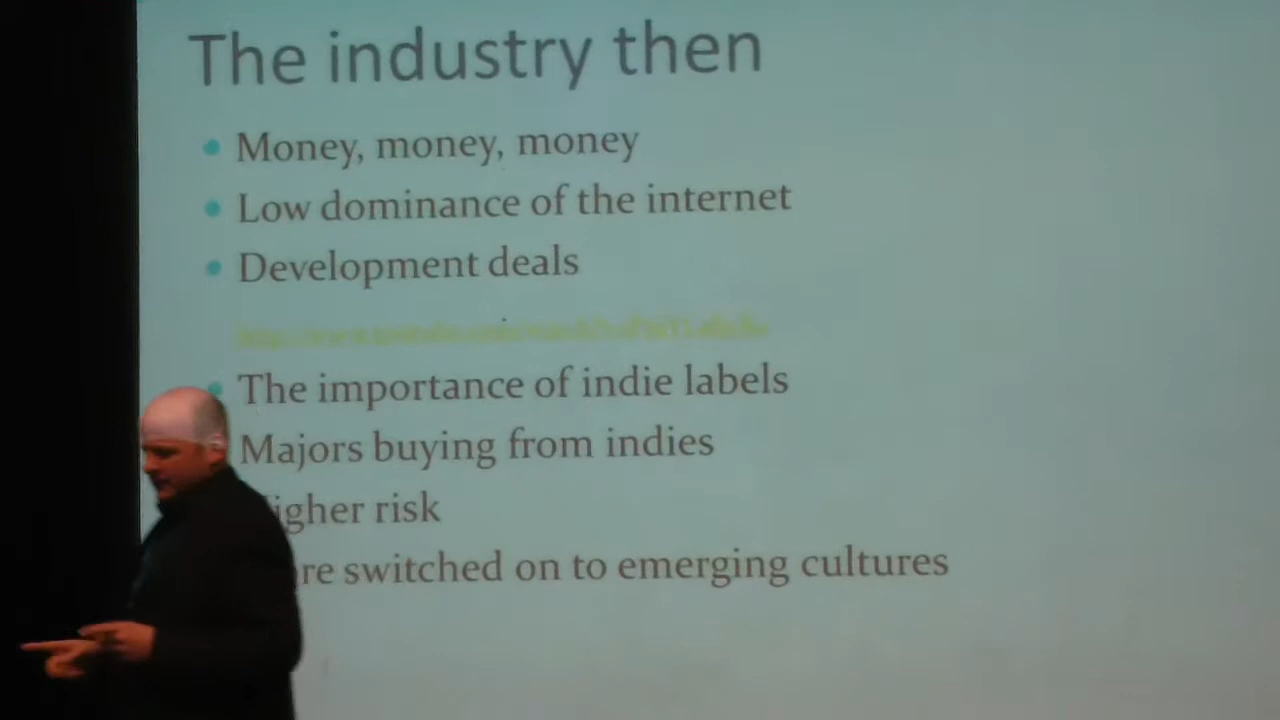 The industry then
Money, money, money
Low dominance of the internet
Development deals
The importance of indie labels
Majors buying from indies
igher risk
re switched on to emerging cultures